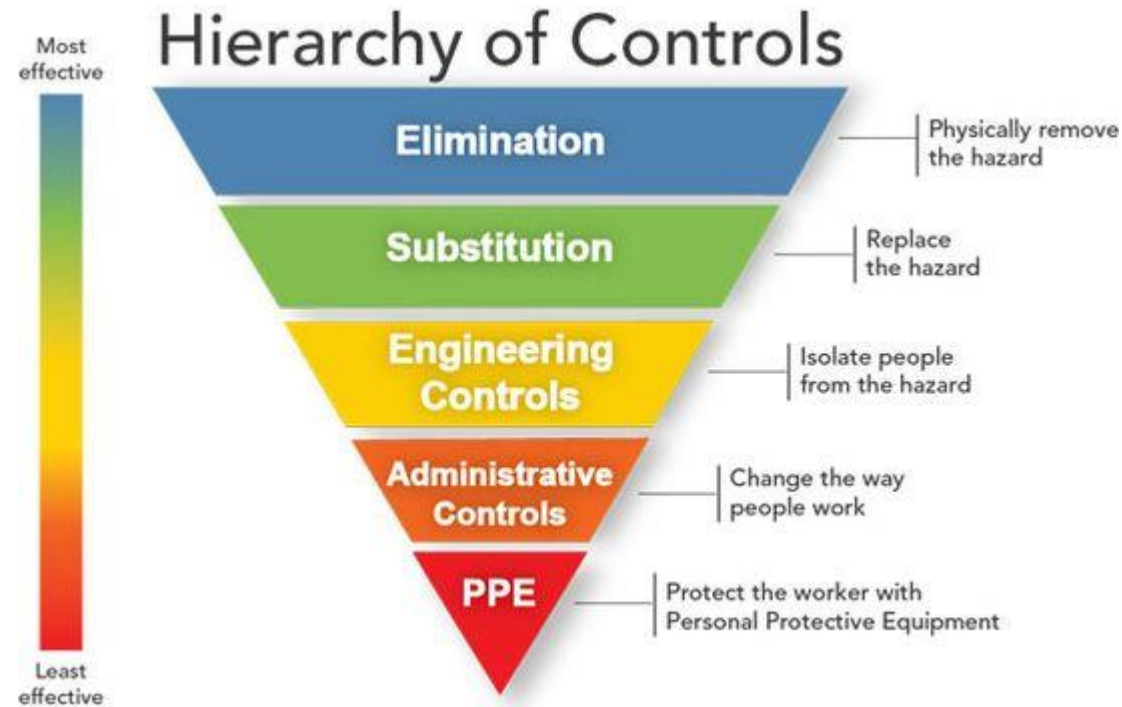 Hierarchy of Controls
Most
effective
Elimination
Physically remove
the hazard
Substitution
Replace
the hazard
Engineering
Controls
Isolate people
from the hazard
Administrative
Controls
Change the way
people work
PPE
Protect the worker with
Personal Protective Equipment
Least
effective